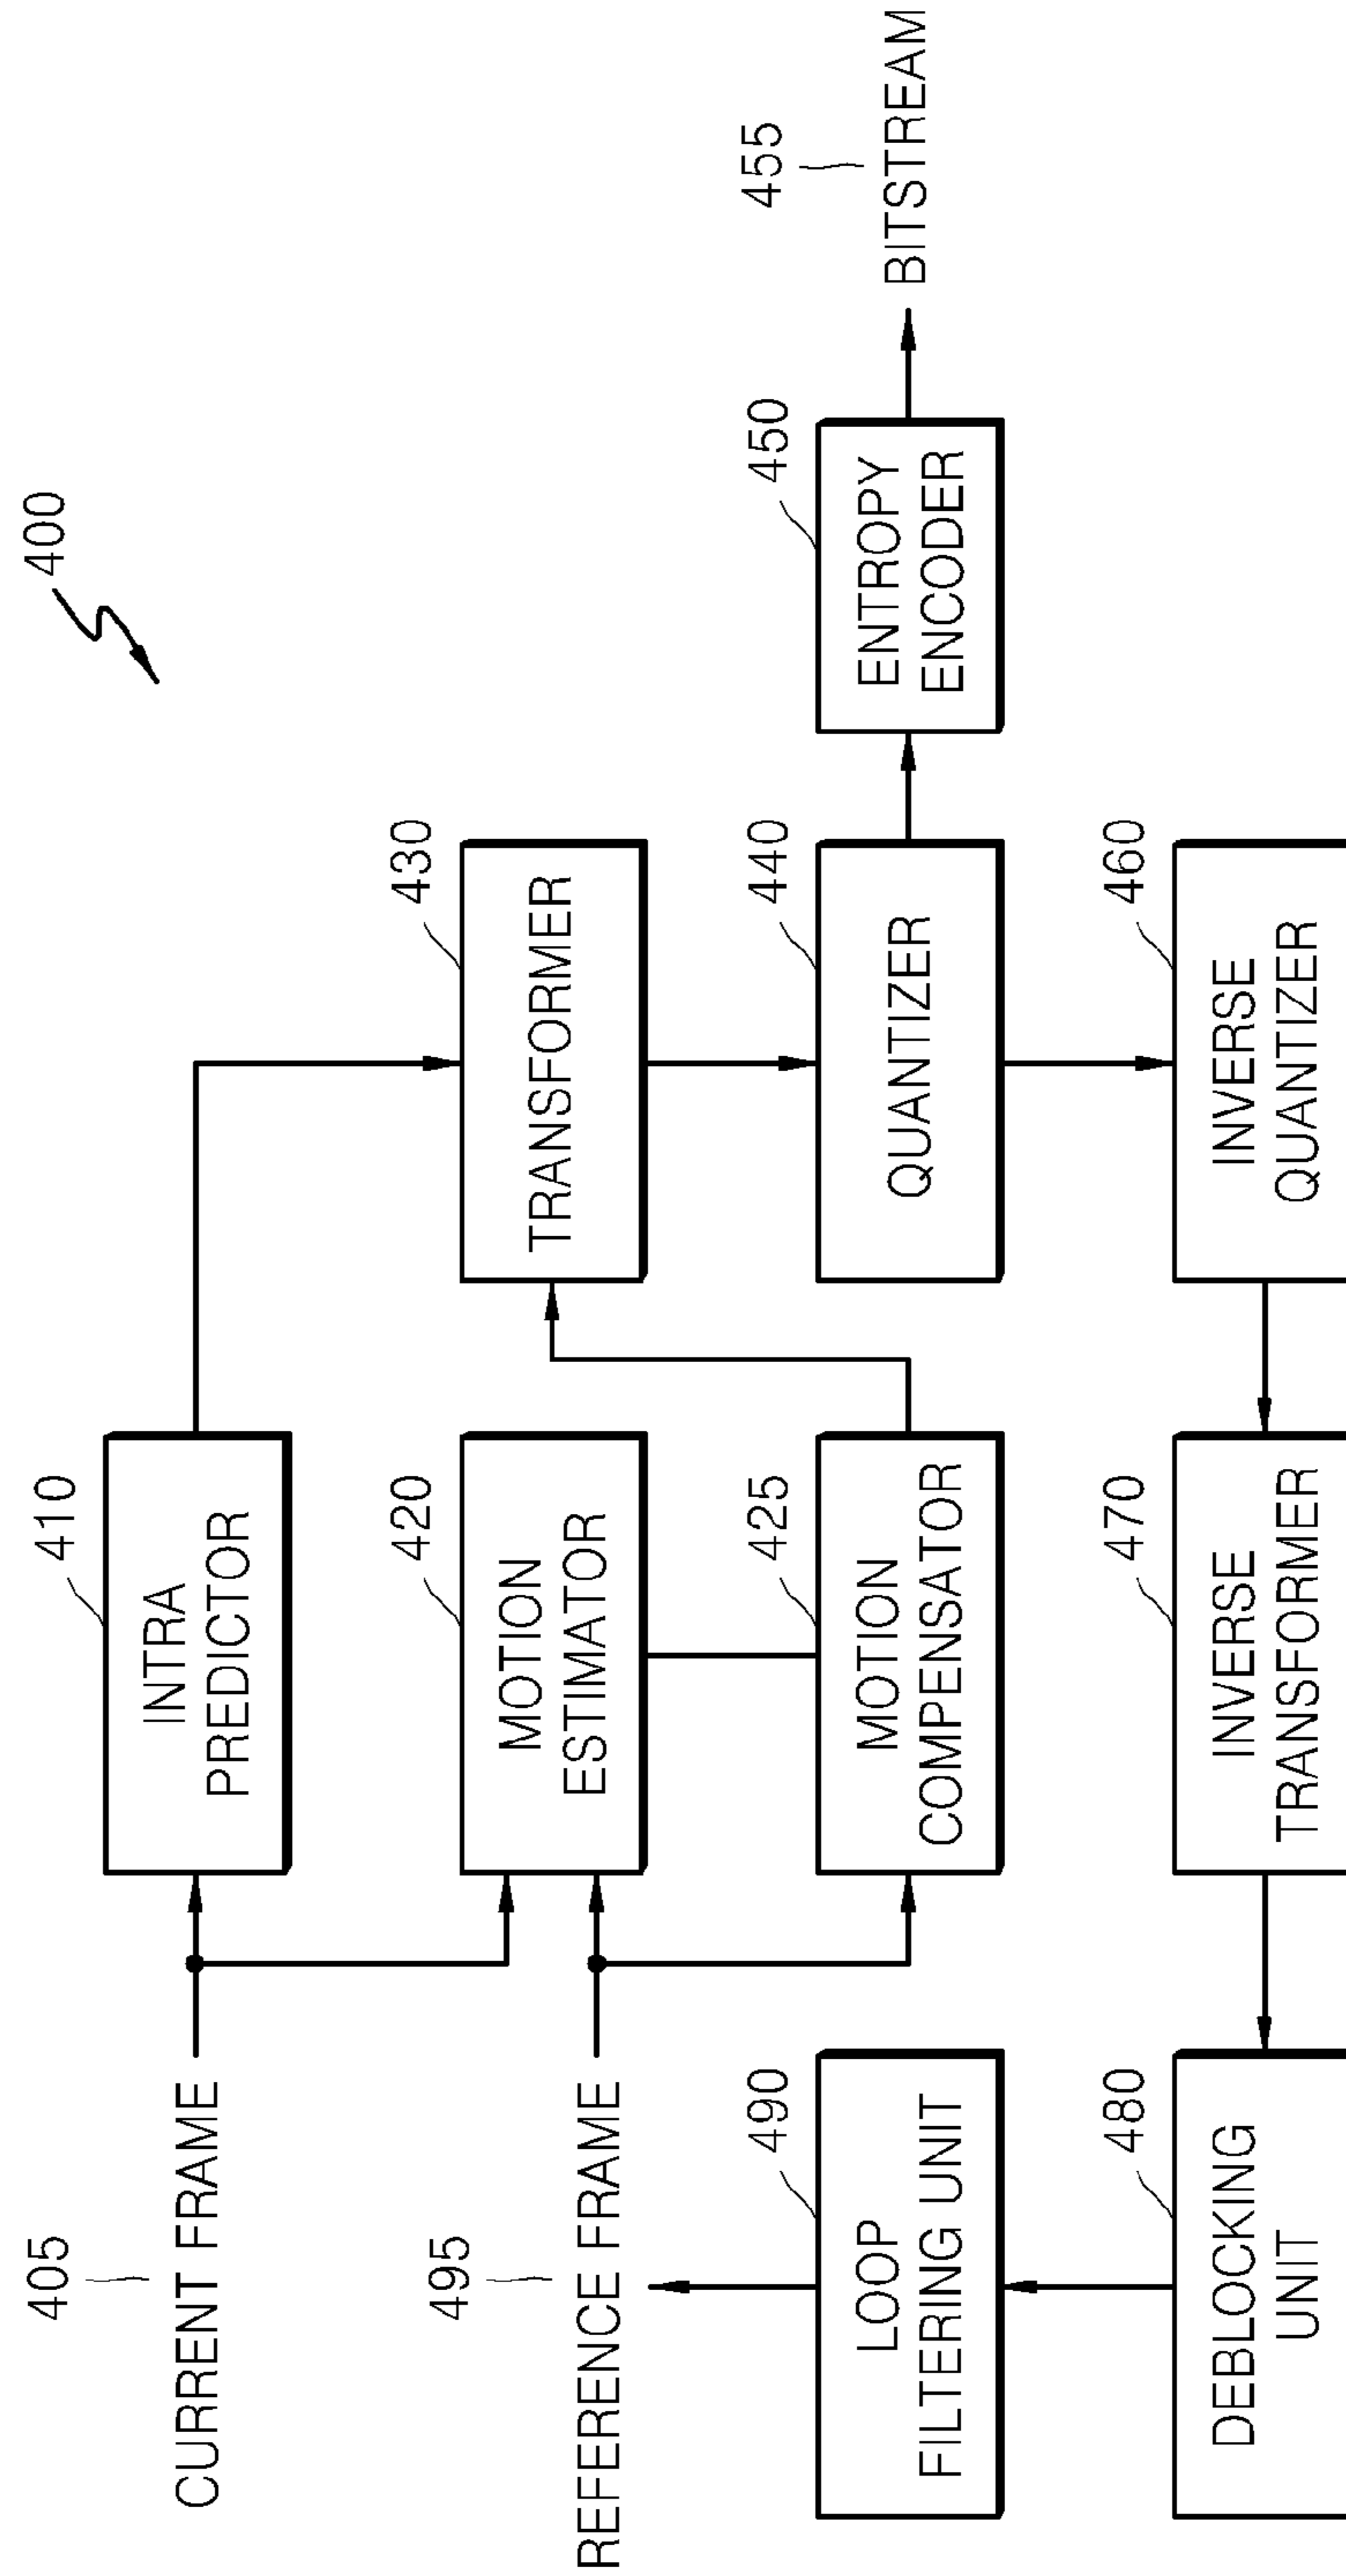 400
405
CURRENT FRAME
410
INTRA
PREDICTOR
495
REFERENCE FRAME
420
MOTION
ESTIMATOR
430
TRANSFORMER
490
LOOP
FILTERING UNIT
425
MOTION
COMPENSATOR
440
QUANTIZER
450
ENTROPY
ENCODER
455
BITSTREAM
480
DEBLOCKING
UNIT
470
INVERSE
TRANSFORMER
460
INVERSE
QUANTIZER